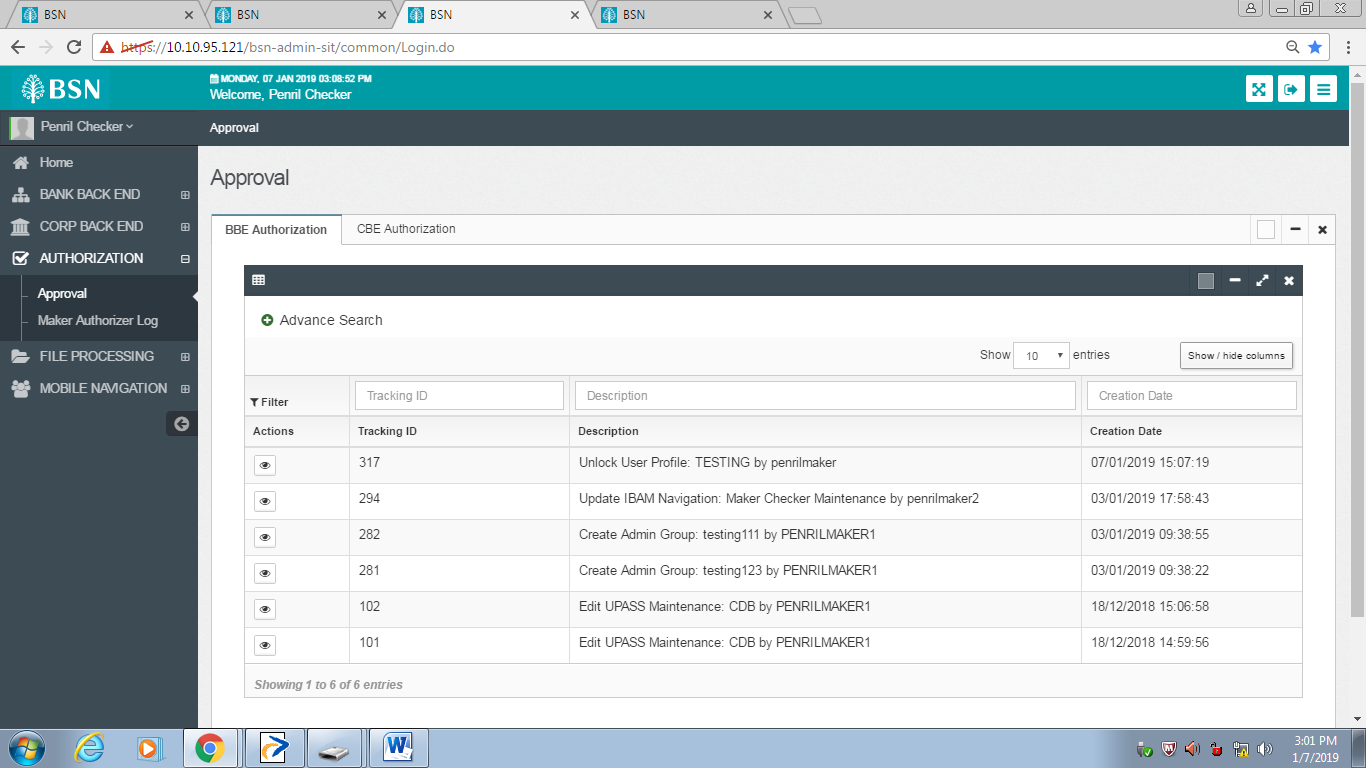 BSN
BSN
BSN
BSN
https://10.10.95.121/bsn-admin-sit/common/Login.do
BSN
MONDAY, 07 JAN 2019 03:08:52 PM
Welcome, Penril Checker
Penril Checker
Approval
Home
BANK BACK END
CORP BACK END
AUTHORIZATION
Approval
Maker Authorizer Log
FILE PROCESSING
MOBILE NAVIGATION
Approval
BBE Authorization
CBE Authorization
Advance Search
Show 10 entries
Show / hide columns
Filter
Tracking ID
Description
Creation Date
Actions Tracking ID Description Creation Date
317 Unlock User Profile: TESTING by penrilmaker 07/01/2019 15:07:19
294 Update IBAM Navigation: Maker Checker Maintenance by penrilmaker2 03/01/2019 17:58:43
282 Create Admin Group: testing111 by PENRILMAKER1 03/01/2019 09:38:55
281 Create Admin Group: testing123 by PENRILMAKER1 03/01/2019 09:38:22
102 Edit UPASS Maintenance: CDB by PENRILMAKER1 18/12/2018 15:06:58
101 Edit UPASS Maintenance: CDB by PENRILMAKER1 18/12/2018 14:59:56
Showing 1 to 6 of 6 entries
3:01 PM
1/7/2019